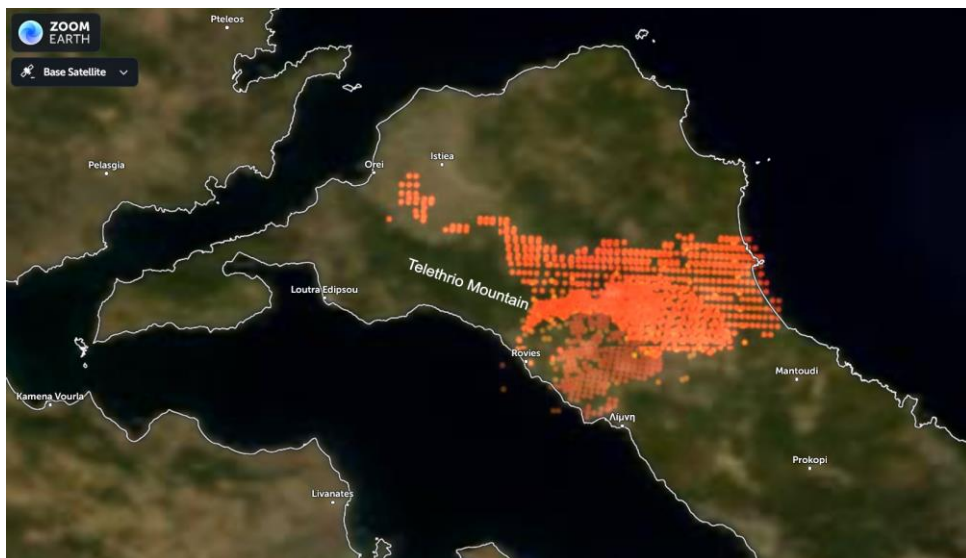 Pteleos
ZOOM
EARTH
Base Satellite
Pelasgia
Orei
Istiea
Telethrio Mountain
Loutra Edipsou
Rovies
Mantoudi
Kamena Vourla
Λίμνη
Prokopi
Livanates